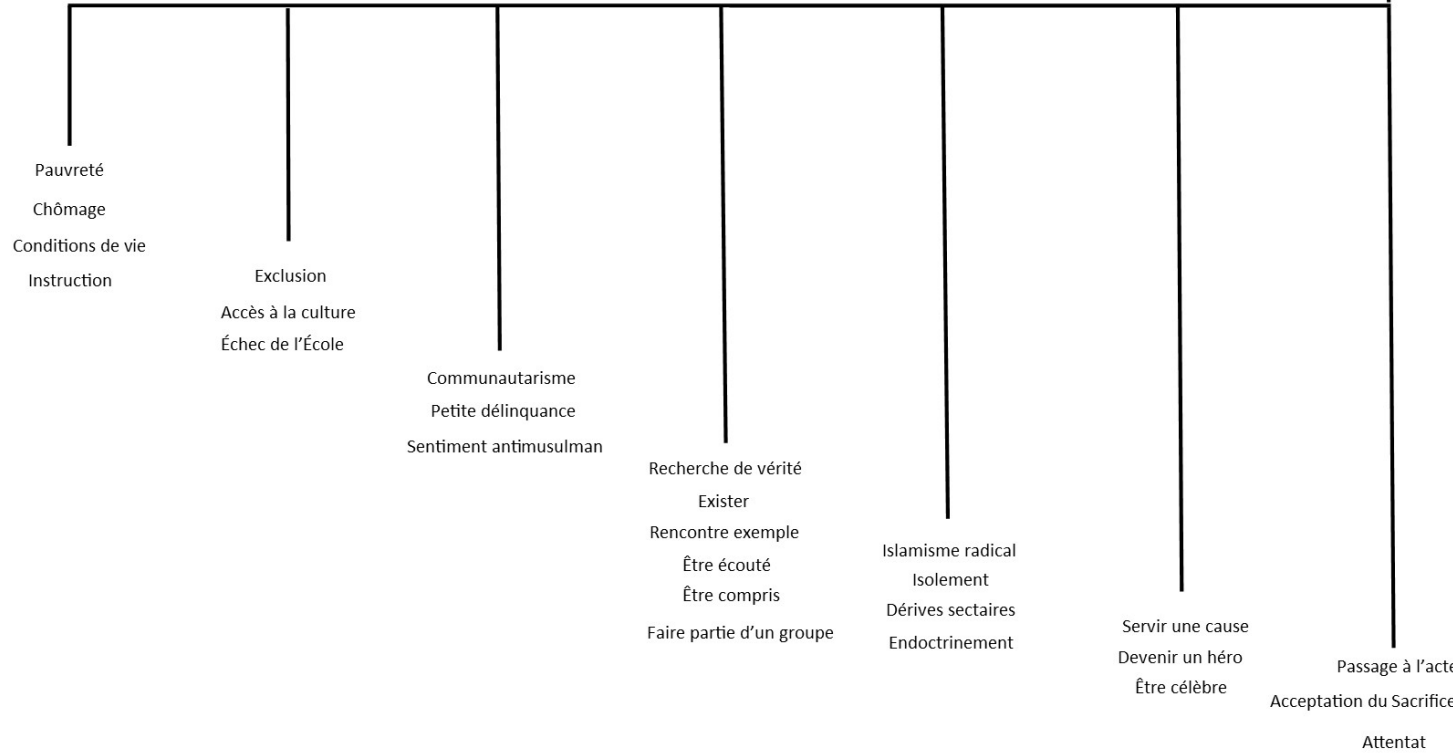 Pauvreté
Chômage
Conditions de vie
Instruction
Exclusion
Accès à la culture
Échec de l’École
Communautarisme
Petite délinquance
Sentiment antimusulman
Recherche de vérité
Exister
Rencontre exemple
Être écouté
Être compris
Faire partie d’un groupe
Islamisme radical
Isolement
Dérives sectaires
Endoctrinement
Servir une cause
Devenir un héro
Être célèbre
Passage à l’acte
Acceptation du Sacrifice
Attentat